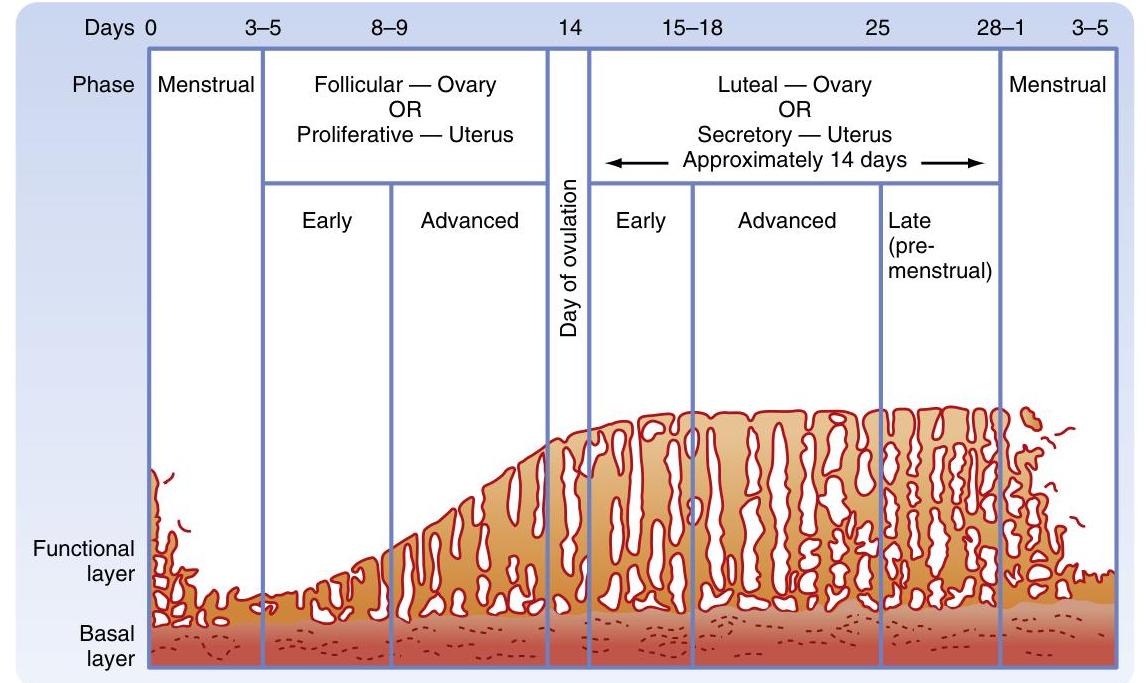 Days 0 3–5 8–9 14 15–18 25 28–1 3–5
Phase
Menstrual
Follicular — Ovary
OR
Proliferative — Uterus
Luteal — Ovary
OR
Secretory — Uterus
Approximately 14 days
Menstrual
Early
Advanced
Day of ovulation
Early
Advanced
Late
(pre-
menstrual)
Functional
layer
Basal
layer